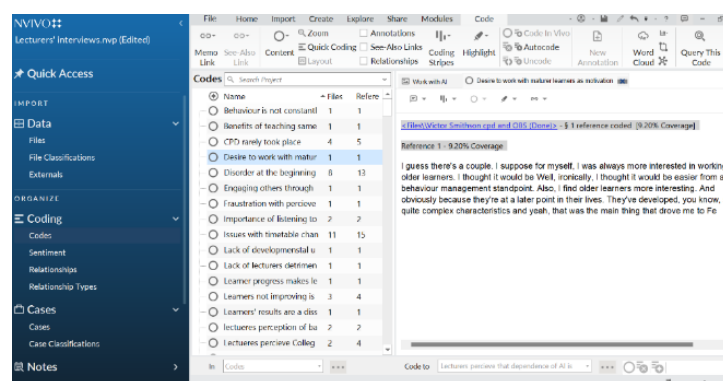 NVIVO
Lecturers' Interviews.nvp (Edited)
Quick Access
IMPORT
Data
Files
File Classifications
Externals
ORGANIZE
Coding
Codes
Sentiment
Relationships
Relationship Types
Cases
Cases
Case Classifications
Notes
File Home Import Create Explore Share Modules Code
Memo Link
See-Also Link
Content
Zoom
Quick Coding
Layout
Annotations
See-Also Links
Relationships
Coding Stripes
Highlight
Code In Vivo
Autocode
Uncode
New Annotation
Word Cloud
Query This Code
Codes Search Project
Name Files Refere
Behaviour is not constantl 1 1
Benefits of teaching same 1 1
CPD rarely took place 4 5
Desire to work with matur 1 1
Disorder at the beginning 8 13
Engaging others through 1 1
Fraustration with percieve 1 1
Importance of listening to 2 2
Issues with timetable chan 11 15
Lack of developmenstal u 1 1
Lack of lecturers detrimen 1 1
Learner progress makes le 1 1
Learners not improving is 3 4
Learners' results are a diss 1 1
lectueres perception of ba 2 2
Lectueres percieve Colleg 2 4
In Codes
Work with AI Desire to work with maturer learners as motivation
<Files\\Victor Smithson cpd and OBS (Done)> - § 1 reference coded [9.20% Coverage]
Reference 1 - 9.20% Coverage
I guess there's a couple. I suppose for myself, I was always more interested in working
older learners. I thought it would be Well, ironically, I thought it would be easier from a
behaviour management standpoint. Also, I find older learners more interesting. And
obviously because they're at a later point in their lives. They've developed, you know,
quite complex characteristics and yeah, that was the main thing that drove me to Fe
Code to Lecturers percieve that dependance of AI is